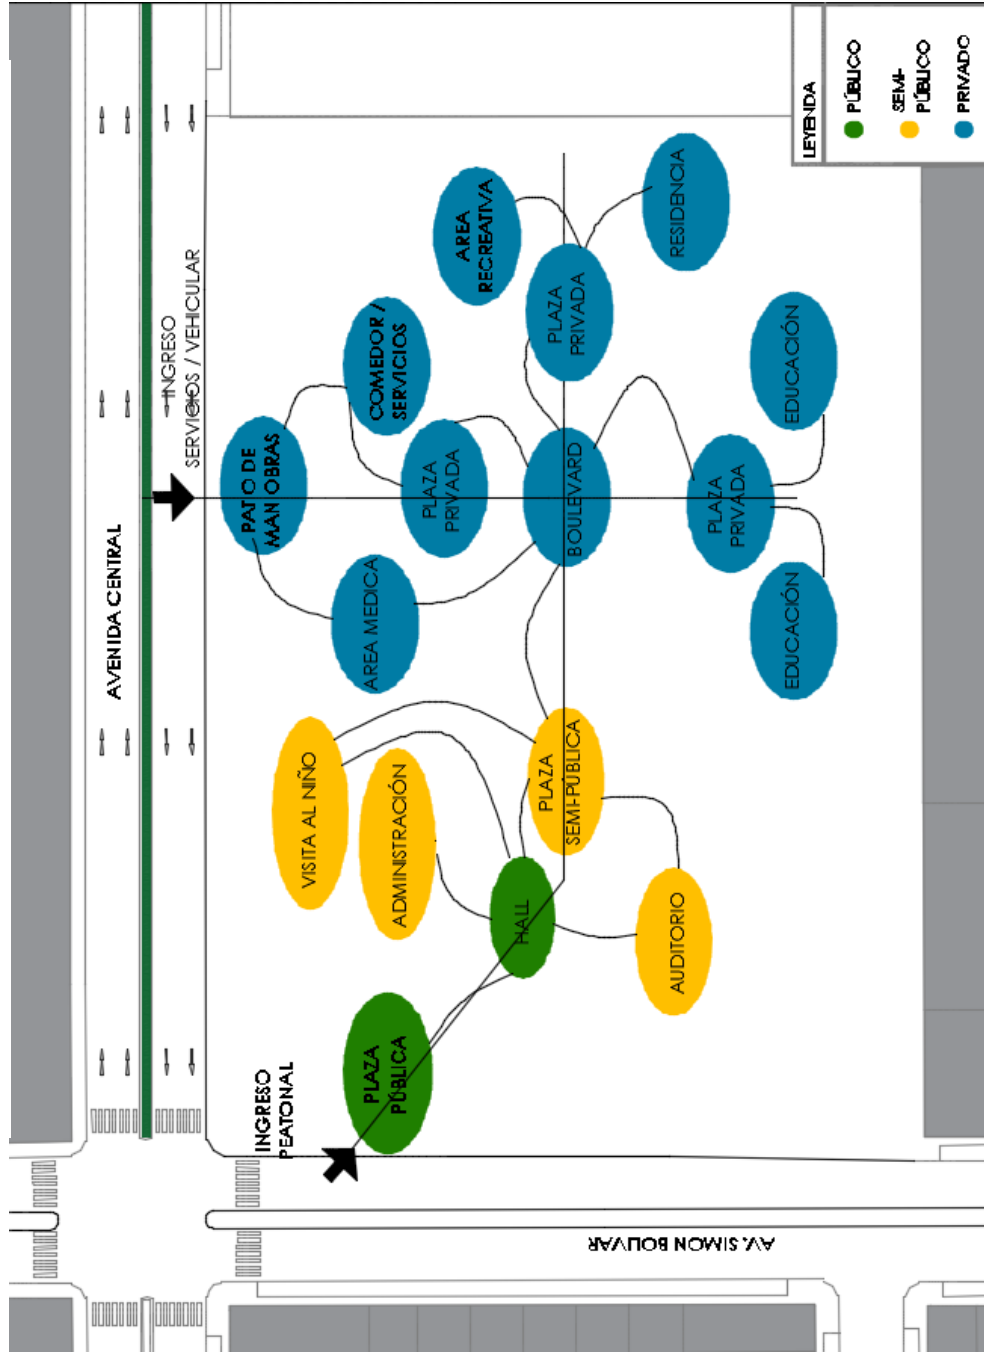 AVENIDA CENTRAL
INGRESO
SERVICIOS / VEHICULAR
LEYENDA
PÚBLICO
SEMI-
PÚBLICO
PRIVADO
VISITA AL NIÑO
ADMINISTRACIÓN
PATIO DE
MANIOBRAS
COMEDOR /
SERVICIOS
AREA
RECREATIVA
AREA MEDICA
PLAZA
PRIVADA
PLAZA
PRIVADA
RESIDENCIA
PLAZA
PÚBLICA
HALL
PLAZA
SEMI-PUBLICA
BOULEVARD
AUDITORIO
PLAZA
PRIVADA
EDUCACIÓN
EDUCACIÓN
INGRESO
PEATONAL
AV. SIMON BOLIVAR